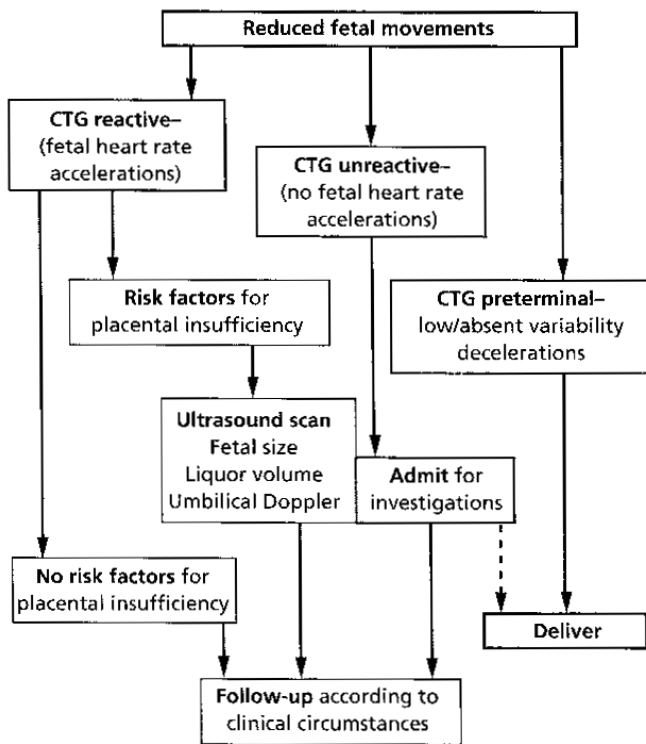 Reduced fetal movements
CTG reactive–
(fetal heart rate
accelerations)
CTG unreactive–
(no fetal heart rate
accelerations)
Risk factors for
placental insufficiency
CTG preterminal–
low/absent variability
decelerations
Ultrasound scan
Fetal size
Liquor volume
Umbilical Doppler
Admit for
investigations
No risk factors for
placental insufficiency
Deliver
Follow-up according to
clinical circumstances